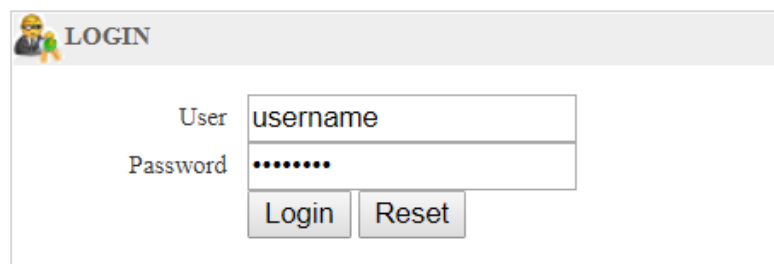 LOGIN
User username
Password ••••••••
Login Reset